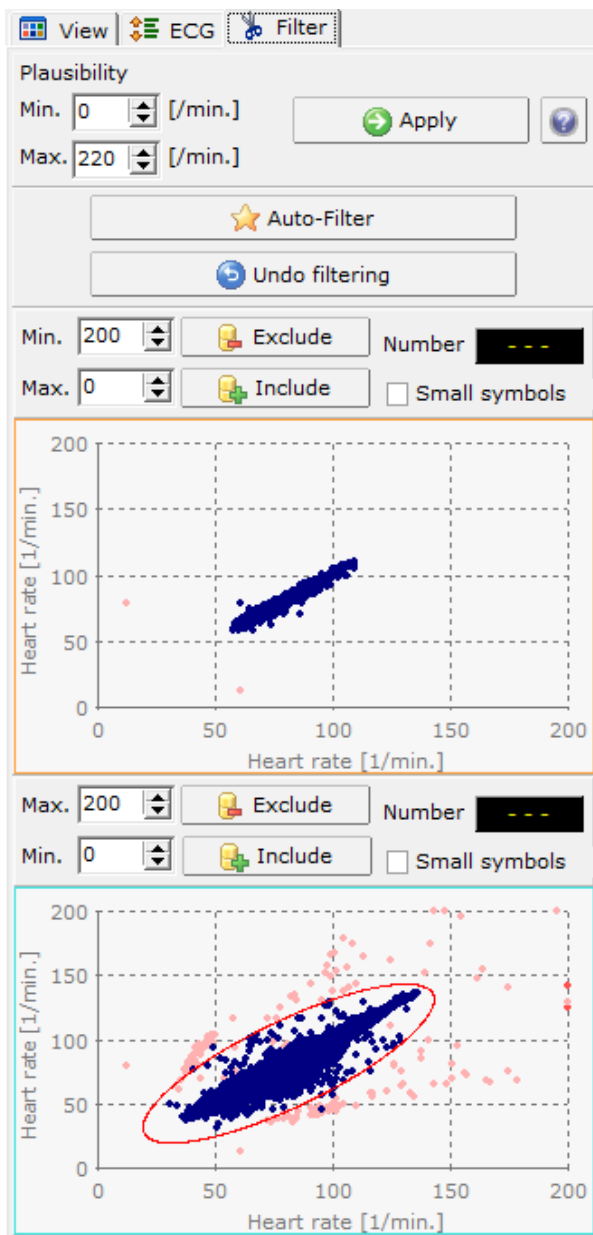 View ECG Filter
Plausibility
Min. 0 [/min.] Apply ?
Max. 220 [/min.]
Auto-Filter
Undo filtering
Min. 200 Exclude Number ---
Max. 0 Include Small symbols
200
150
100
50
0
Heart rate [1/min.]
0 50 100 150 200
Heart rate [1/min.]
Max. 200 Exclude Number ---
Min. 0 Include Small symbols
200
150
100
50
0
Heart rate [1/min.]
0 50 100 150 200
Heart rate [1/min.]